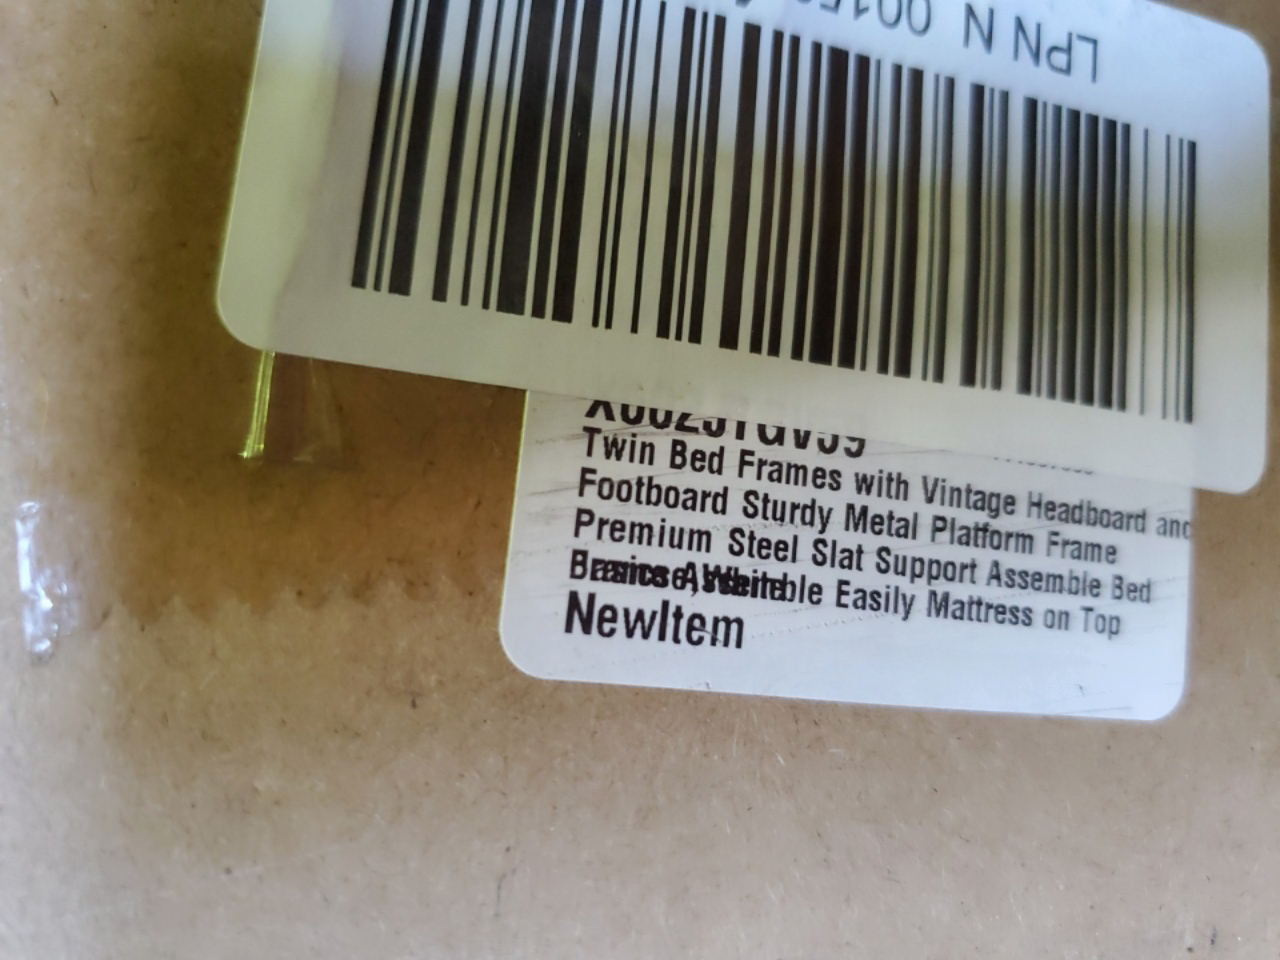 LPN N
Twin Bed Frames with Vintage Headboard and
Footboard Sturdy Metal Platform Frame
Premium Steel Slat Support Assemble Bed
Easily Mattress on Top
NewItem